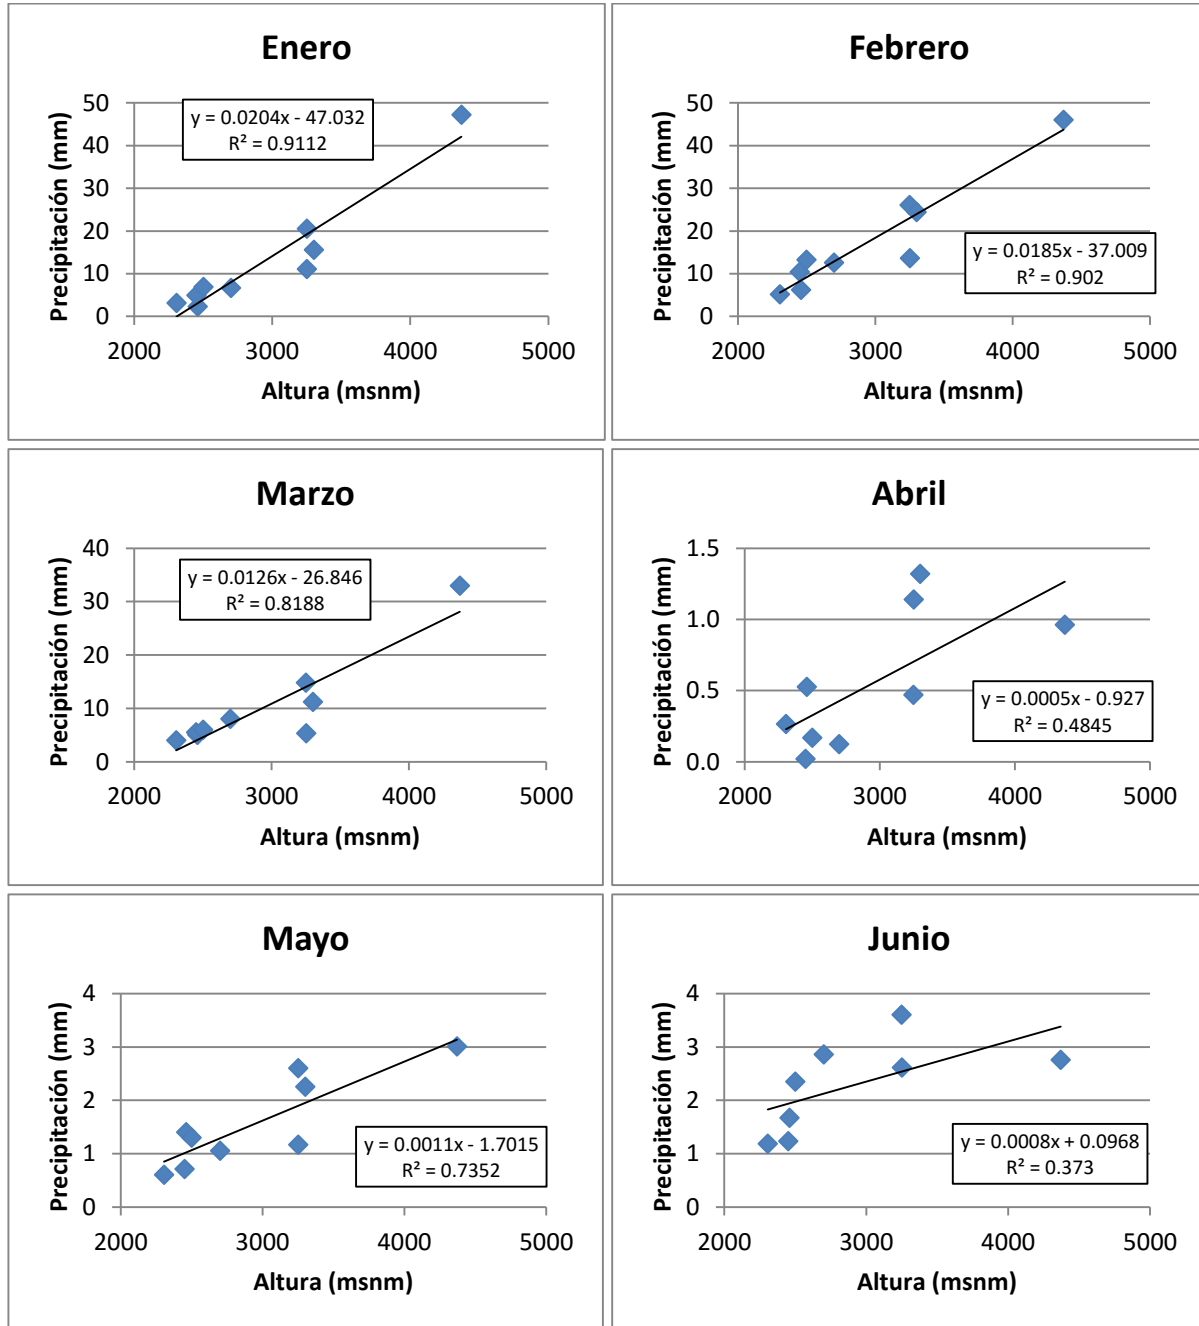 Enero
Precipitación (mm)
50
40
30
20
10
0
y = 0.0204x - 47.032
R² = 0.9112
2000 3000 4000 5000
Altura (msnm)
Febrero
Precipitación (mm)
50
40
30
20
10
0
y = 0.0185x - 37.009
R² = 0.902
2000 3000 4000 5000
Altura (msnm)
Marzo
Precipitación (mm)
40
30
20
10
0
y = 0.0126x - 26.846
R² = 0.8188
2000 3000 4000 5000
Altura (msnm)
Abril
Precipitación (mm)
1.5
1.0
0.5
0.0
y = 0.0005x - 0.927
R² = 0.4845
2000 3000 4000 5000
Altura (msnm)
Mayo
Precipitación (mm)
4
3
2
1
0
y = 0.0011x - 1.7015
R² = 0.7352
2000 3000 4000 5000
Altura (msnm)
Junio
Precipitación (mm)
4
3
2
1
0
y = 0.0008x + 0.0968
R² = 0.373
2000 3000 4000 5000
Altura (msnm)